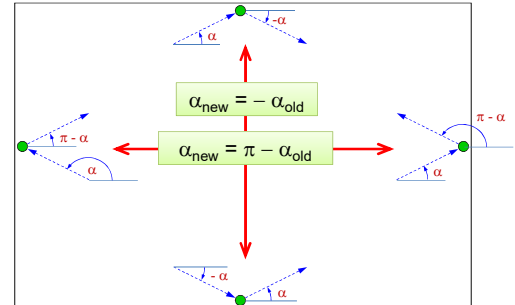 -α
α
α_new = − α_old
π - α
π - α
α_new = π − α_old
α
α
- α
α